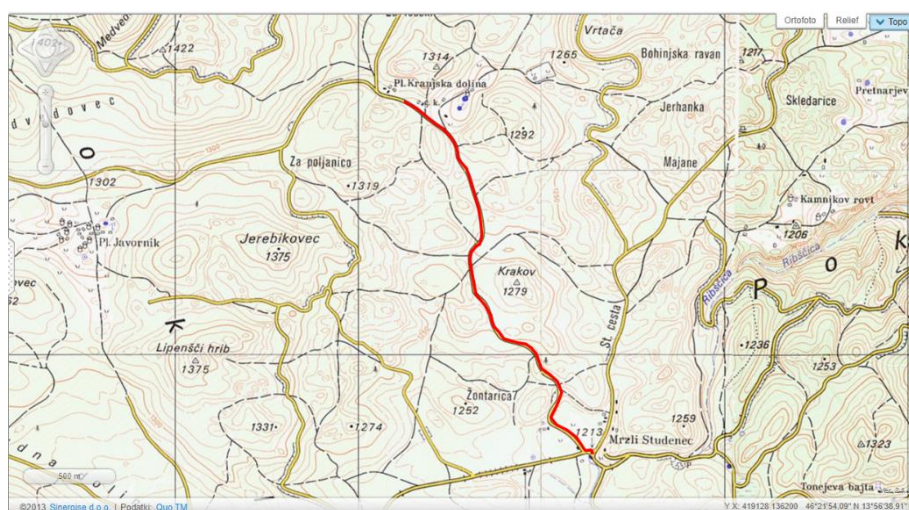 Ortofoto Relief Topo
1402
1422
Medveo
1314
1265
Vrtača
Bohinjska ravan
1217
Pretnarjev
Skledarice
Jerhanka
Pl. Kranjska dolina
1292
Za poljanico
1319
Majane
1302
Pl. Javornik
Jerebikovec
1375
Krakov
1279
Kamnikov rovt
1206
Ribščica
Ribščica
St. cesta
P o k
K
Lipenšči hrib
1375
1236
1253
Žontarica
1252
1331
1274
1213
1259
Mrzli Studenec
1323
Tonejeva bajta
500 m
©2013 Sinergise d.o.o. | Podatki: Quo TM
Y X: 419128 136200 46°21'54.09" N 13°56'38.91"